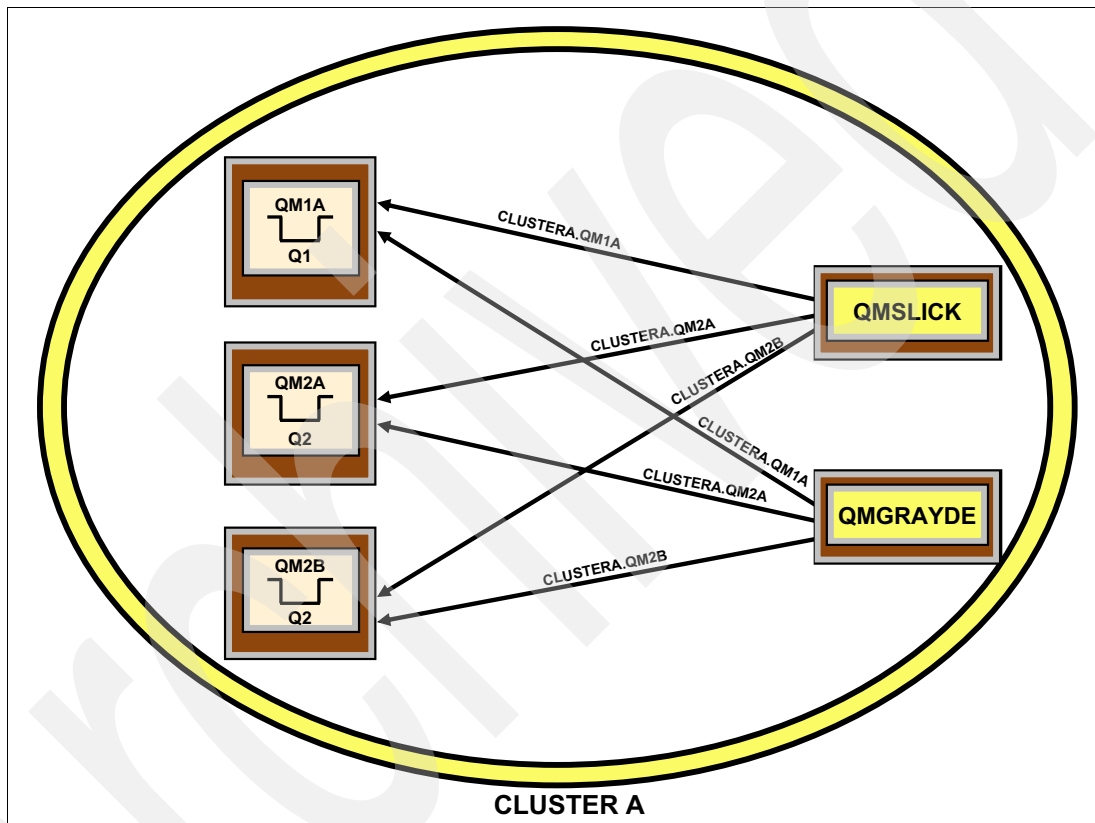 QM1A
Q1
CLUSTERA.QM1A
QMSLICK
CLUSTERA.QM2A
CLUSTERA.QM2B
QM2A
Q2
CLUSTERA.QM1A
CLUSTERA.QM2A
QMGRAYDE
CLUSTERA.QM2B
QM2B
Q2
CLUSTER A